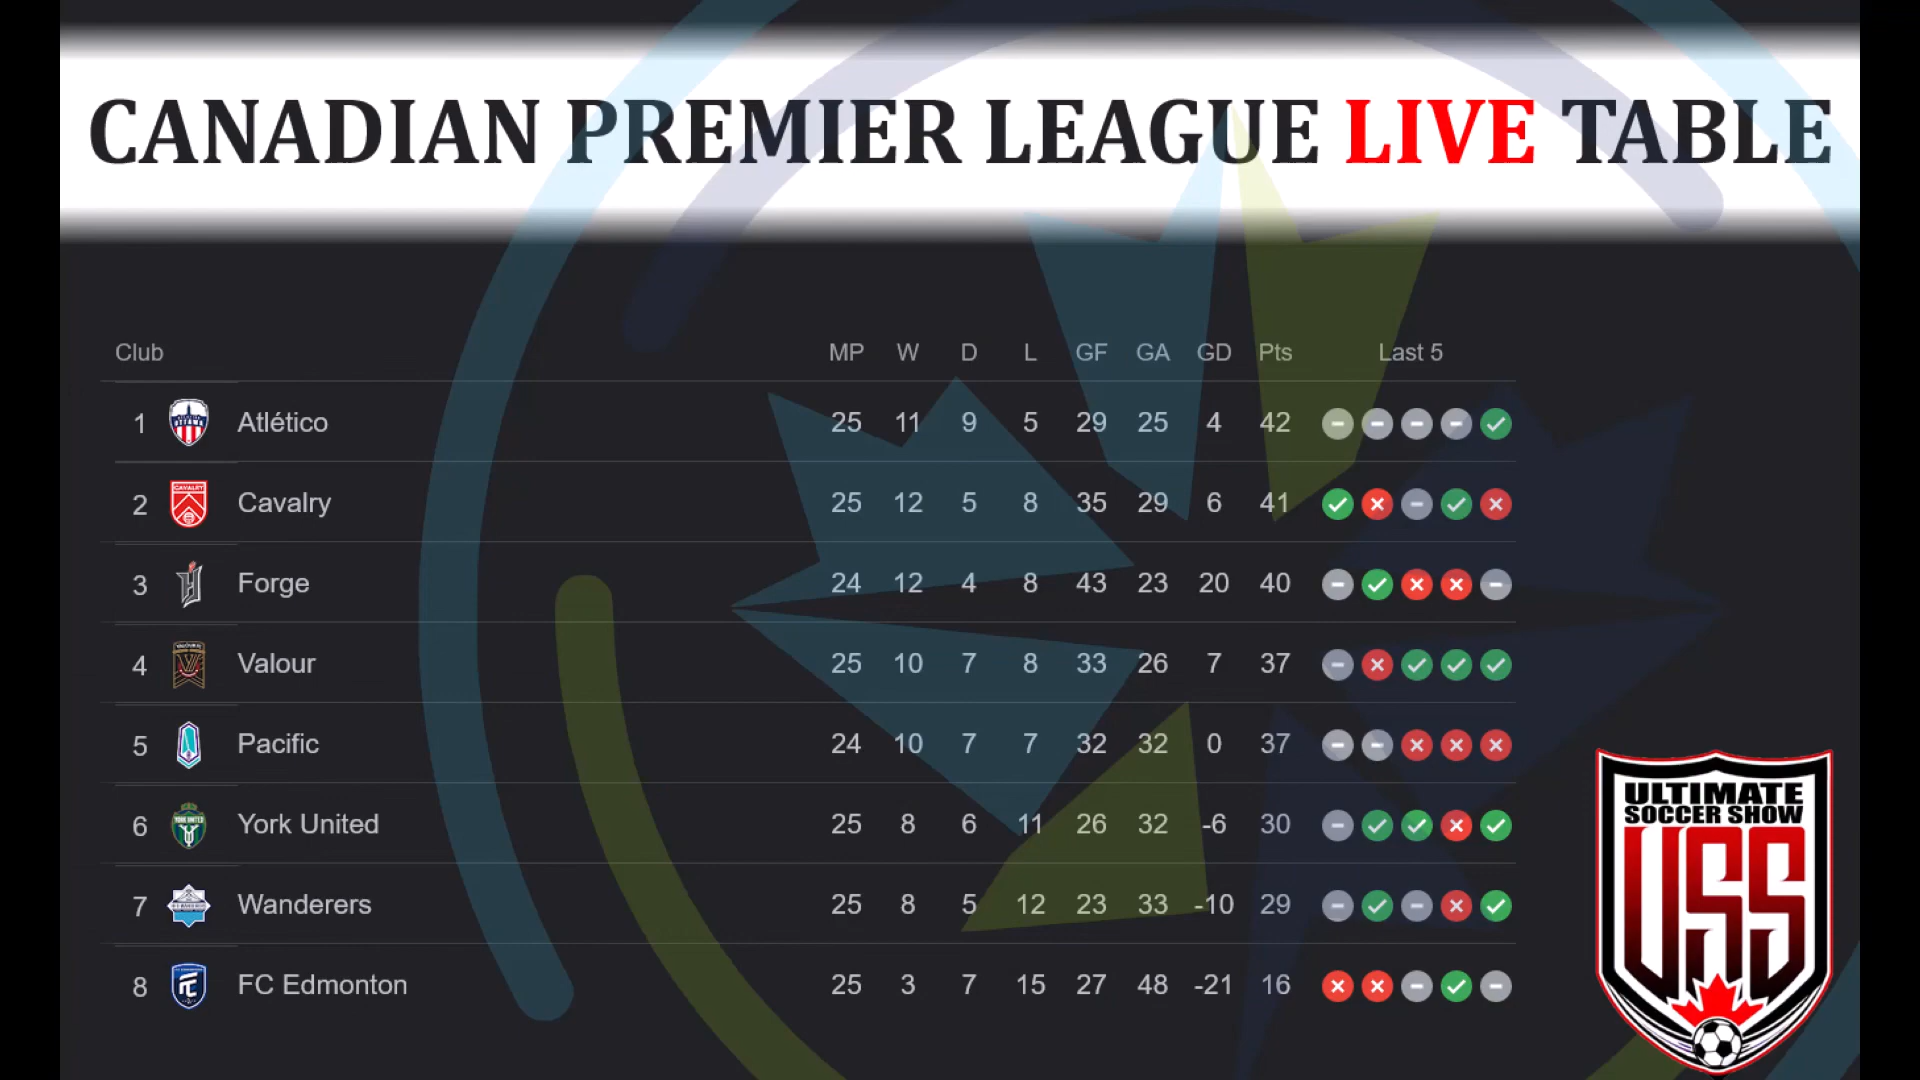 CANADIAN PREMIER LEAGUE LIVE TABLE
Club MP W D L GF GA GD Pts Last 5
1 Atlético 25 11 9 5 29 25 4 42
2 Cavalry 25 12 5 8 35 29 6 41
3 Forge 24 12 4 8 43 23 20 40
4 Valour 25 10 7 8 33 26 7 37
5 Pacific 24 10 7 7 32 32 0 37
6 York United 25 8 6 11 26 32 -6 30
7 Wanderers 25 8 5 12 23 33 -10 29
8 FC Edmonton 25 3 7 15 27 48 -21 16
ULTIMATE
SOCCER SHOW
USS